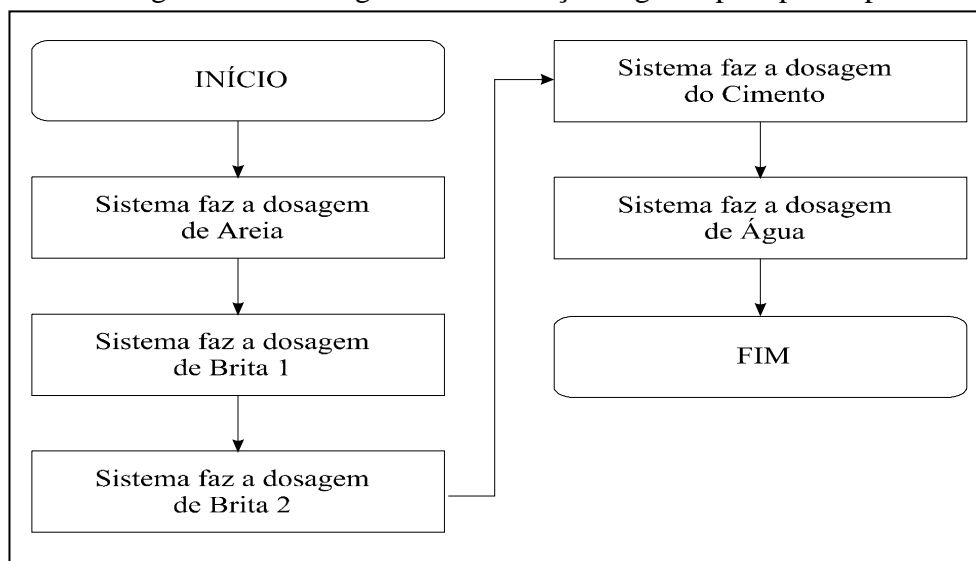 INÍCIO
Sistema faz a dosagem
de Areia
Sistema faz a dosagem
de Brita 1
Sistema faz a dosagem
de Brita 2
Sistema faz a dosagem
do Cimento
Sistema faz a dosagem
de Água
FIM